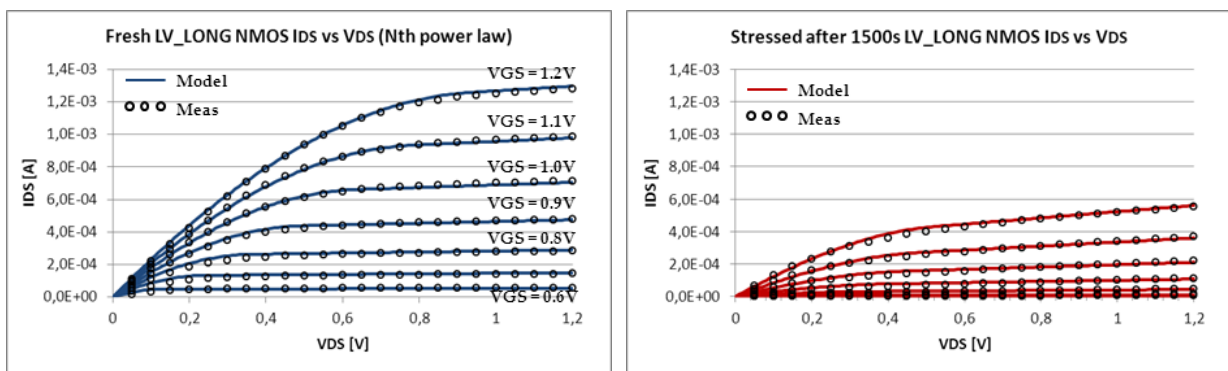 Fresh LV_LONG NMOS IDS vs VDS (Nth power law)
1,4E-03
1,2E-03
1,0E-03
8,0E-04
6,0E-04
4,0E-04
2,0E-04
0,0E+00
IDS [A]
Model
Meas
VGS = 1.2V
VGS = 1.1V
VGS = 1.0V
VGS = 0.9V
VGS = 0.8V
VGS = 0.6V
0 0,2 0,4 0,6 0,8 1 1,2
VDS [V]
Stressed after 1500s LV_LONG NMOS IDS vs VDS
1,4E-03
1,2E-03
1,0E-03
8,0E-04
6,0E-04
4,0E-04
2,0E-04
0,0E+00
IDS [A]
Model
Meas
0 0,2 0,4 0,6 0,8 1 1,2
VDS [V]